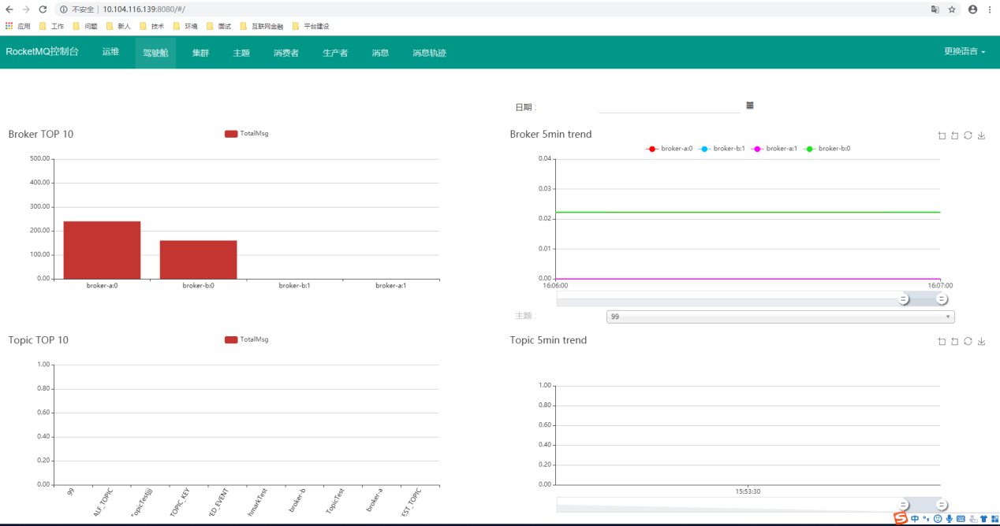 不安全 10.104.116.139:8080/#/
应用 工作 问题 新人 技术 环境 面试 互联网金融 平台建设
RocketMQ控制台 运维 驾驶舱 集群 主题 消费者 生产者 消息 消息轨迹 更换语言
日期 :
Broker TOP 10
TotalMsg
500.00
400.00
300.00
200.00
100.00
0.00
broker-a:0 broker-b:0 broker-b:1 broker-a:1
Broker 5min trend
broker-a:0 broker-b:1 broker-a:1 broker-b:0
0.04
0.03
0.02
0.01
0.00
16:06:00 16:07:00
主题 :
99
Topic TOP 10
TotalMsg
1.00
0.80
0.60
0.40
0.20
0.00
99 ALF_TOPIC TopicTestjjj TOPIC_KEY ED_EVENT hmarkTest broker-b TopicTest broker-a EST_TOPIC
Topic 5min trend
1.00
0.80
0.60
0.40
0.20
0.00
15:53:30
S 中